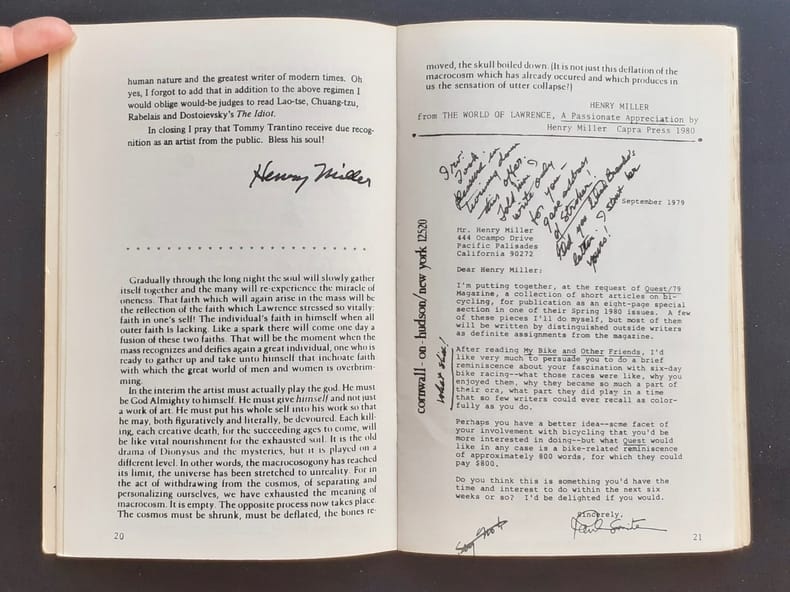 human nature and the greatest writer of modern times. Oh
yes, I forgot to add that in addition to the above regimen I
would oblige would-be judges to read Lao-tse, Chuang-tzu,
Rabelais and Dostoievsky's The Idiot.
In closing I pray that Tommy Trantino receive due recog-
nition as an artist from the public. Bless his soul!
Henry Miller
Gradually through the long night the soul will slowly gather
itself together and the many will re-experience the miracle of
oneness. That faith which will again arise in the mass will be
the reflection of the faith which Lawrence stressed so vitally:
faith in one's self! The individual's faith in himself when all
outer faith is lacking. Like a spark there will come one day a
fusion of these two faiths. That will be the moment when the
mass recognizes and deifies again a great individual, one who is
ready to gather up and take unto himself that inchoate faith
with which the great world of men and women is overbrim-
ming.
In the interim the artist must actually play the god. He must
be God Almighty to himself. He must give himself and not just
a work of art. He must put his whole self into his work so that
he may, both figuratively and literally, be devoured. Each kill-
ing, each creative death, for the succeeding ages to come, will
be like vital nourishment for the exhausted soil. It is the old
drama of Dionysus and the mysteries, but it is played on a
different level. In other words, the macrocosogony has reached
its limit, the universe has been stretched to unreality. For in
the act of withdrawing from the cosmos, of separating and
personalizing ourselves, we have exhausted the meaning of
macrocosm. It is empty. The opposite process now takes place.
The cosmos must be shrunk, must be deflated, the bones re-
20
moved, the skull boiled down. (It is not just this deflation of the
macrocosm which has already occured and which produces in
us the sensation of utter collapse!)
HENRY MILLER
from THE WORLD OF LAWRENCE, A Passionate Appreciation by
Henry Miller Capra Press 1980
Irv.
down
this offer.
Told him
write only
for you
of Stroker!
Did you
letter. I
yours!
September 1979
cornwall-on-hudson/new york 12520
Mr. Henry Miller
444 Ocampo Drive
Pacific Palisades
California 90272
Dear Henry Miller:
I'm putting together, at the request of Quest/79
Magazine, a collection of short articles on bi-
cycling, for publication as an eight-page special
section in one of their Spring 1980 issues. A few
of these pieces I'll do myself, but most of them
will be written by distinguished outside writers
as definite assignments from the magazine.
After reading My Bike and Other Friends, I'd
like very much to persuade you to do a brief
reminiscence about your fascination with six-day
bike racing--what those races were like, why you
enjoyed them, why they became so much a part of
their era, what part they did play in a time
that so few writers could ever recall as color-
fully as you do.
Perhaps you have a better idea--some facet of
your involvement with bicycling that you'd be
more interested in doing--but what Quest would
like in any case is a bike-related reminiscence
of approximately 800 words, for which they could
pay $800.
Do you think this is something you'd have the
time and interest to do within the next six
weeks or so? I'd be delighted if you would.
Sincerely,
21